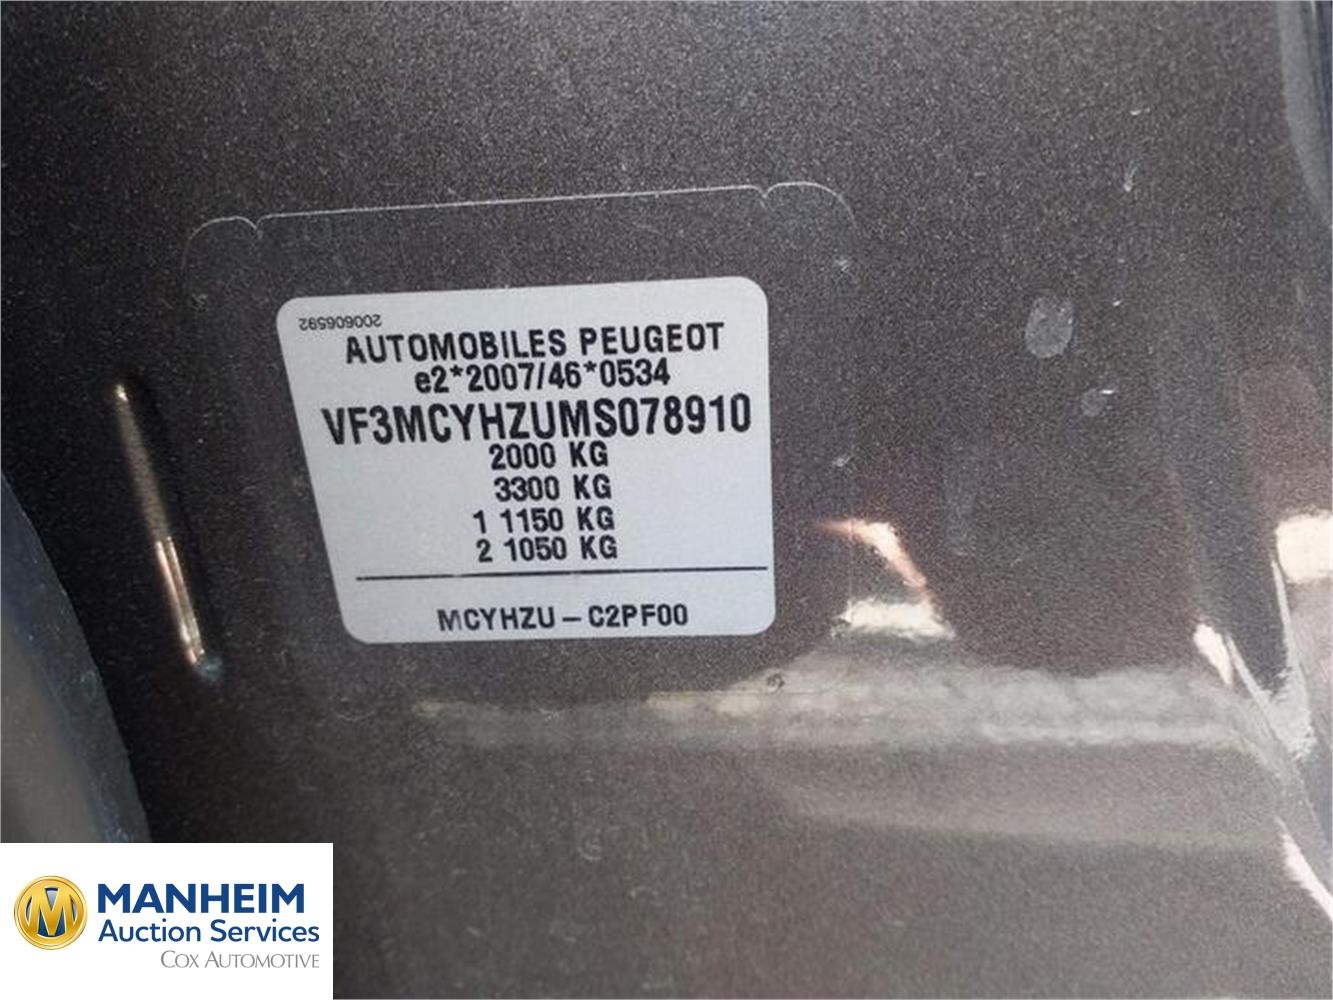 200606592
AUTOMOBILES PEUGEOT
e2*2007/46*0534
VF3MCYHZUMS078910
2000 KG
3300 KG
1 1150 KG
2 1050 KG
MCYHZU – C2PF00
MANHEIM
Auction Services
COX AUTOMOTIVE